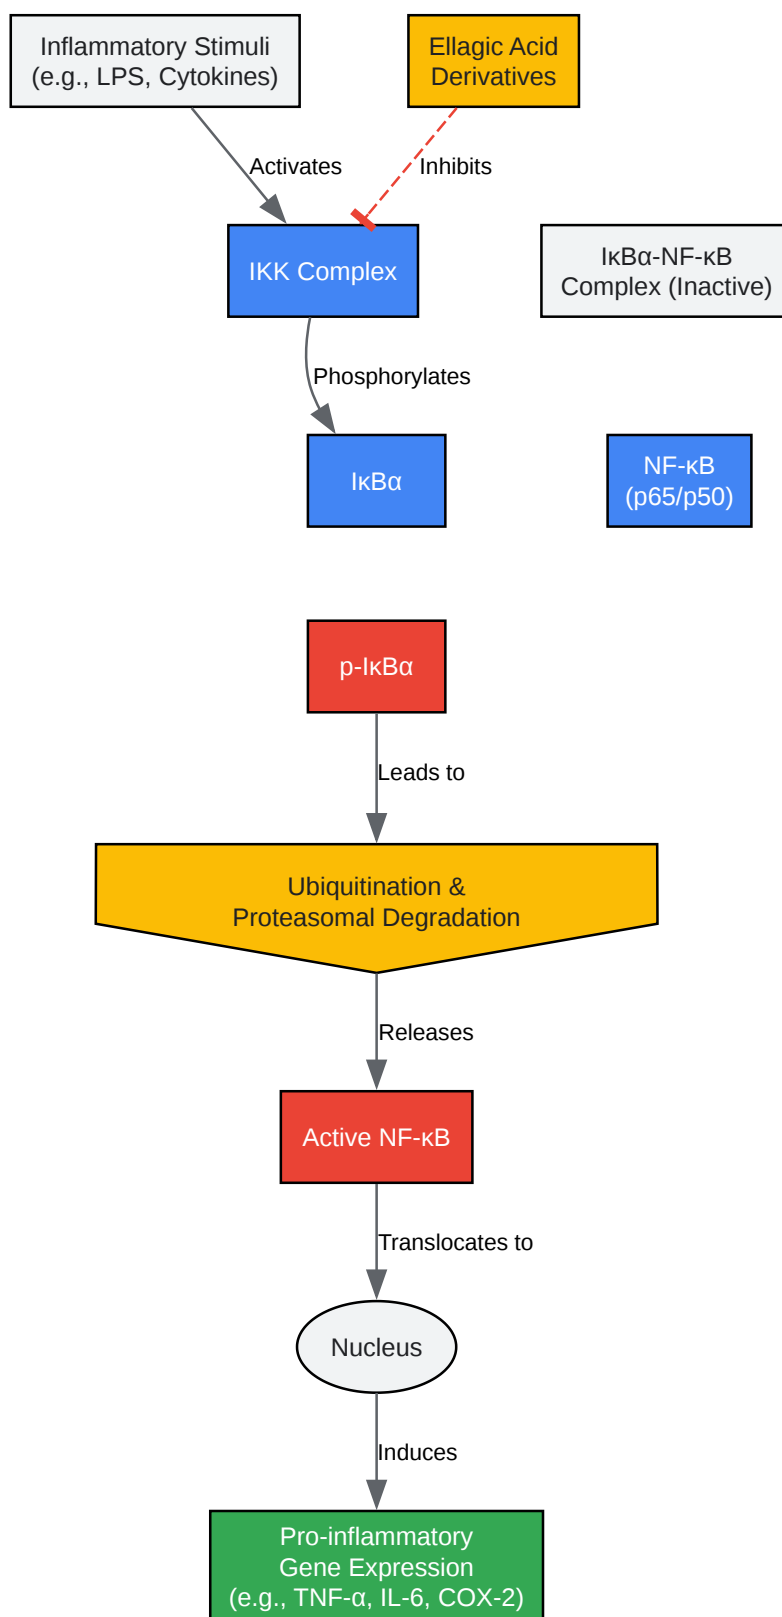 Inflammatory Stimuli
(e.g., LPS, Cytokines)
Ellagic Acid
Derivatives
Activates
Inhibits
IKK Complex
IκBα-NF-κB
Complex (Inactive)
Phosphorylates
IκBα
NF-κB
(p65/p50)
p-IκBα
Leads to
Ubiquitination &
Proteasomal Degradation
Releases
Active NF-κB
Translocates to
Nucleus
Induces
Pro-inflammatory
Gene Expression
(e.g., TNF-α, IL-6, COX-2)